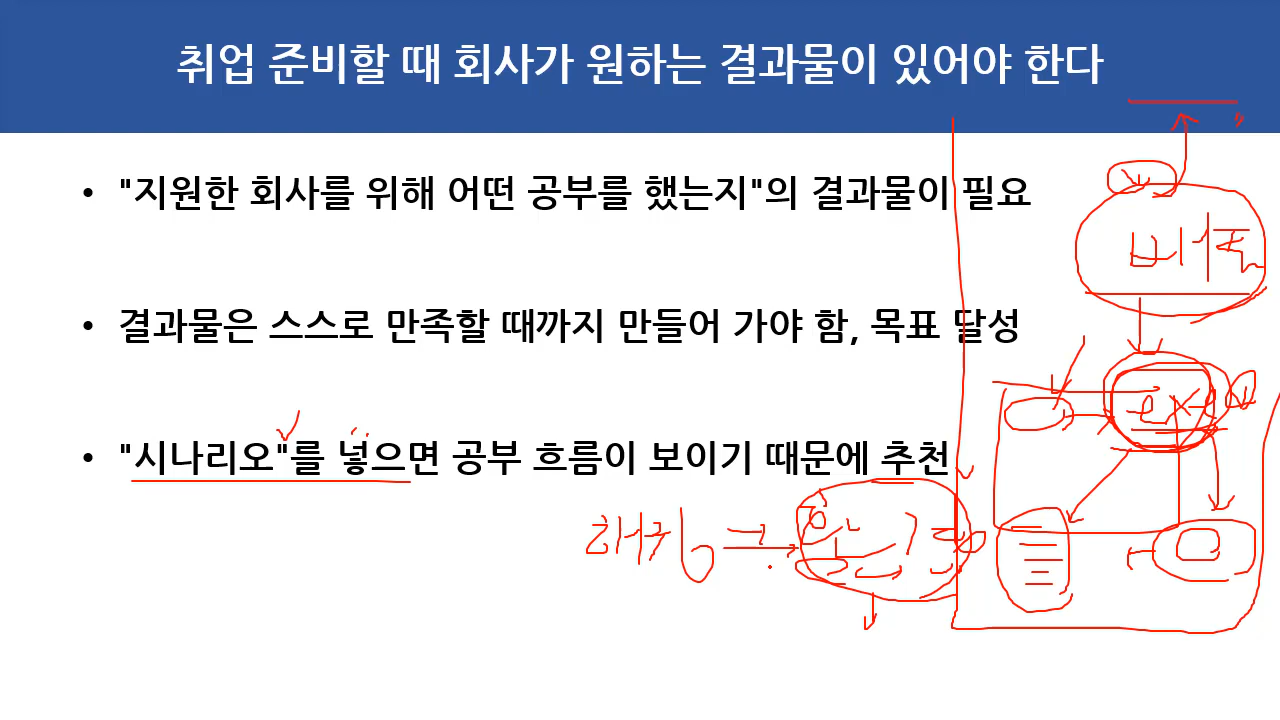 취업 준비할 때 회사가 원하는 결과물이 있어야 한다
• "지원한 회사를 위해 어떤 공부를 했는지"의 결과물이 필요
• 결과물은 스스로 만족할 때까지 만들어 가야 함, 목표 달성
• "시나리오"를 넣으면 공부 흐름이 보이기 때문에 추천
해킹